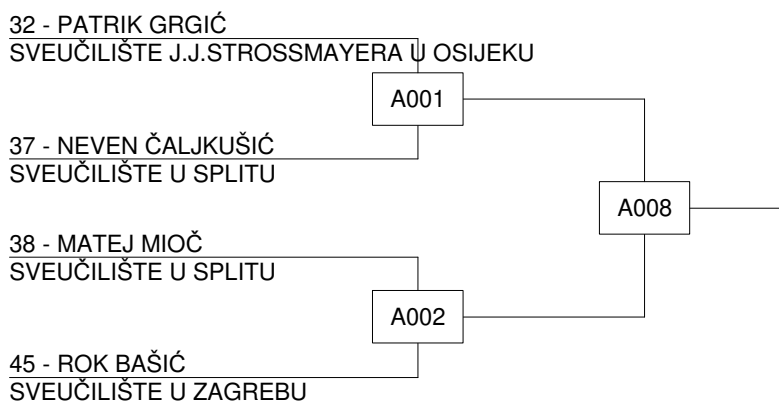 32 - PATRIK GRGIĆ
SVEUČILIŠTE J.J.STROSSMAYERA U OSIJEKU
A001
37 - NEVEN ČALJKUŠIĆ
SVEUČILIŠTE U SPLITU
A008
38 - MATEJ MIOČ
SVEUČILIŠTE U SPLITU
A002
45 - ROK BAŠIĆ
SVEUČILIŠTE U ZAGREBU